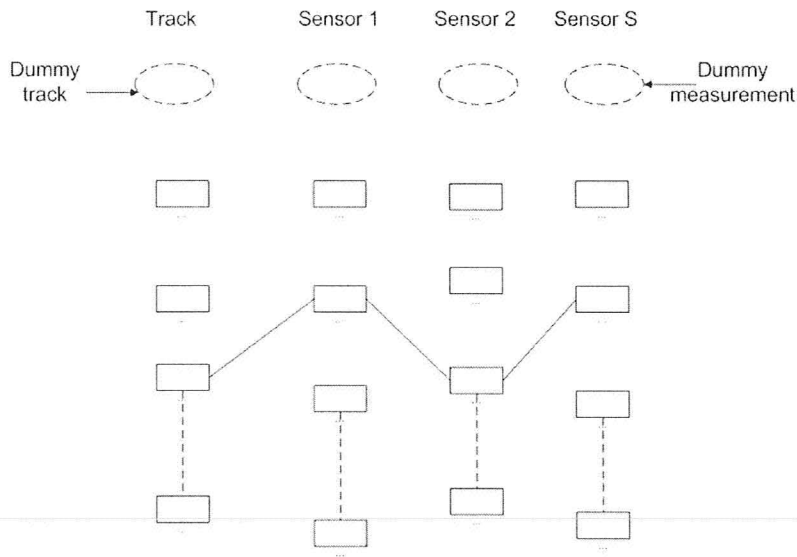 Track Sensor 1 Sensor 2 Sensor S
Dummy
track
Dummy
measurement